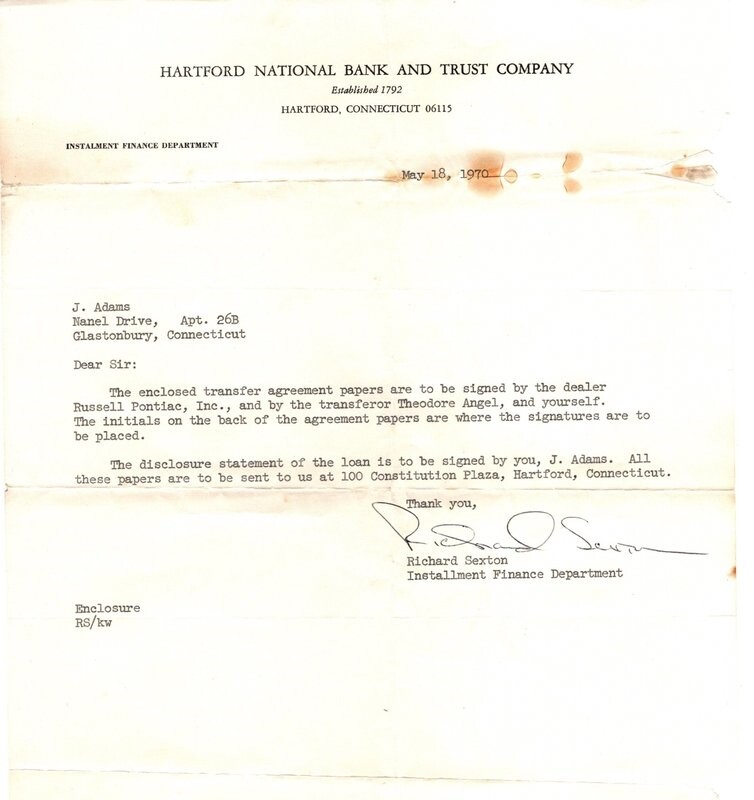 HARTFORD NATIONAL BANK AND TRUST COMPANY
Established 1792
HARTFORD, CONNECTICUT 06115
INSTALMENT FINANCE DEPARTMENT
May 18, 1970
J. Adams
Nanel Drive, Apt. 26B
Glastonbury, Connecticut
Dear Sir:
The enclosed transfer agreement papers are to be signed by the dealer
Russell Pontiac, Inc., and by the transferor Theodore Angel, and yourself.
The initials on the back of the agreement papers are where the signatures are to
be placed.
The disclosure statement of the loan is to be signed by you, J. Adams. All
these papers are to be sent to us at 100 Constitution Plaza, Hartford, Connecticut.
Thank you,
Richard Sexton
Richard Sexton
Installment Finance Department
Enclosure
RS/kw